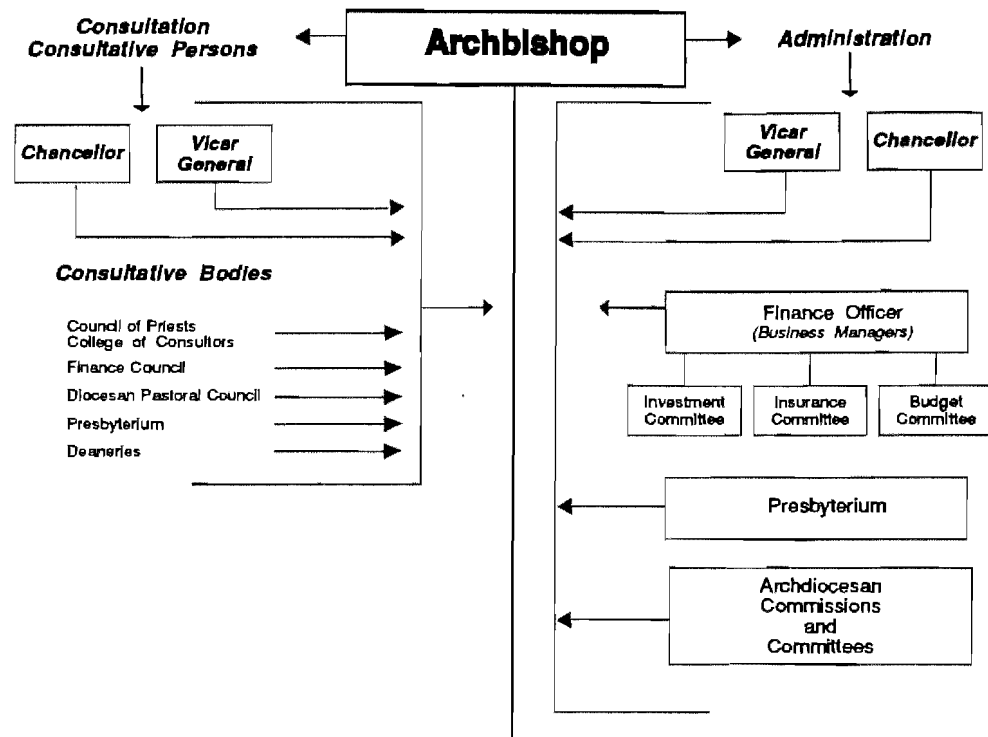 Archbishop
Consultation
Consultative Persons
Chancellor
Vicar
General
Consultative Bodies
Council of Priests
College of Consultors
Finance Council
Diocesan Pastoral Council
Presbyterium
Deaneries
Administration
Vicar
General
Chancellor
Finance Officer
(Business Managers)
Investment
Committee
Insurance
Committee
Budget
Committee
Presbyterium
Archdiocesan
Commissions
and
Committees